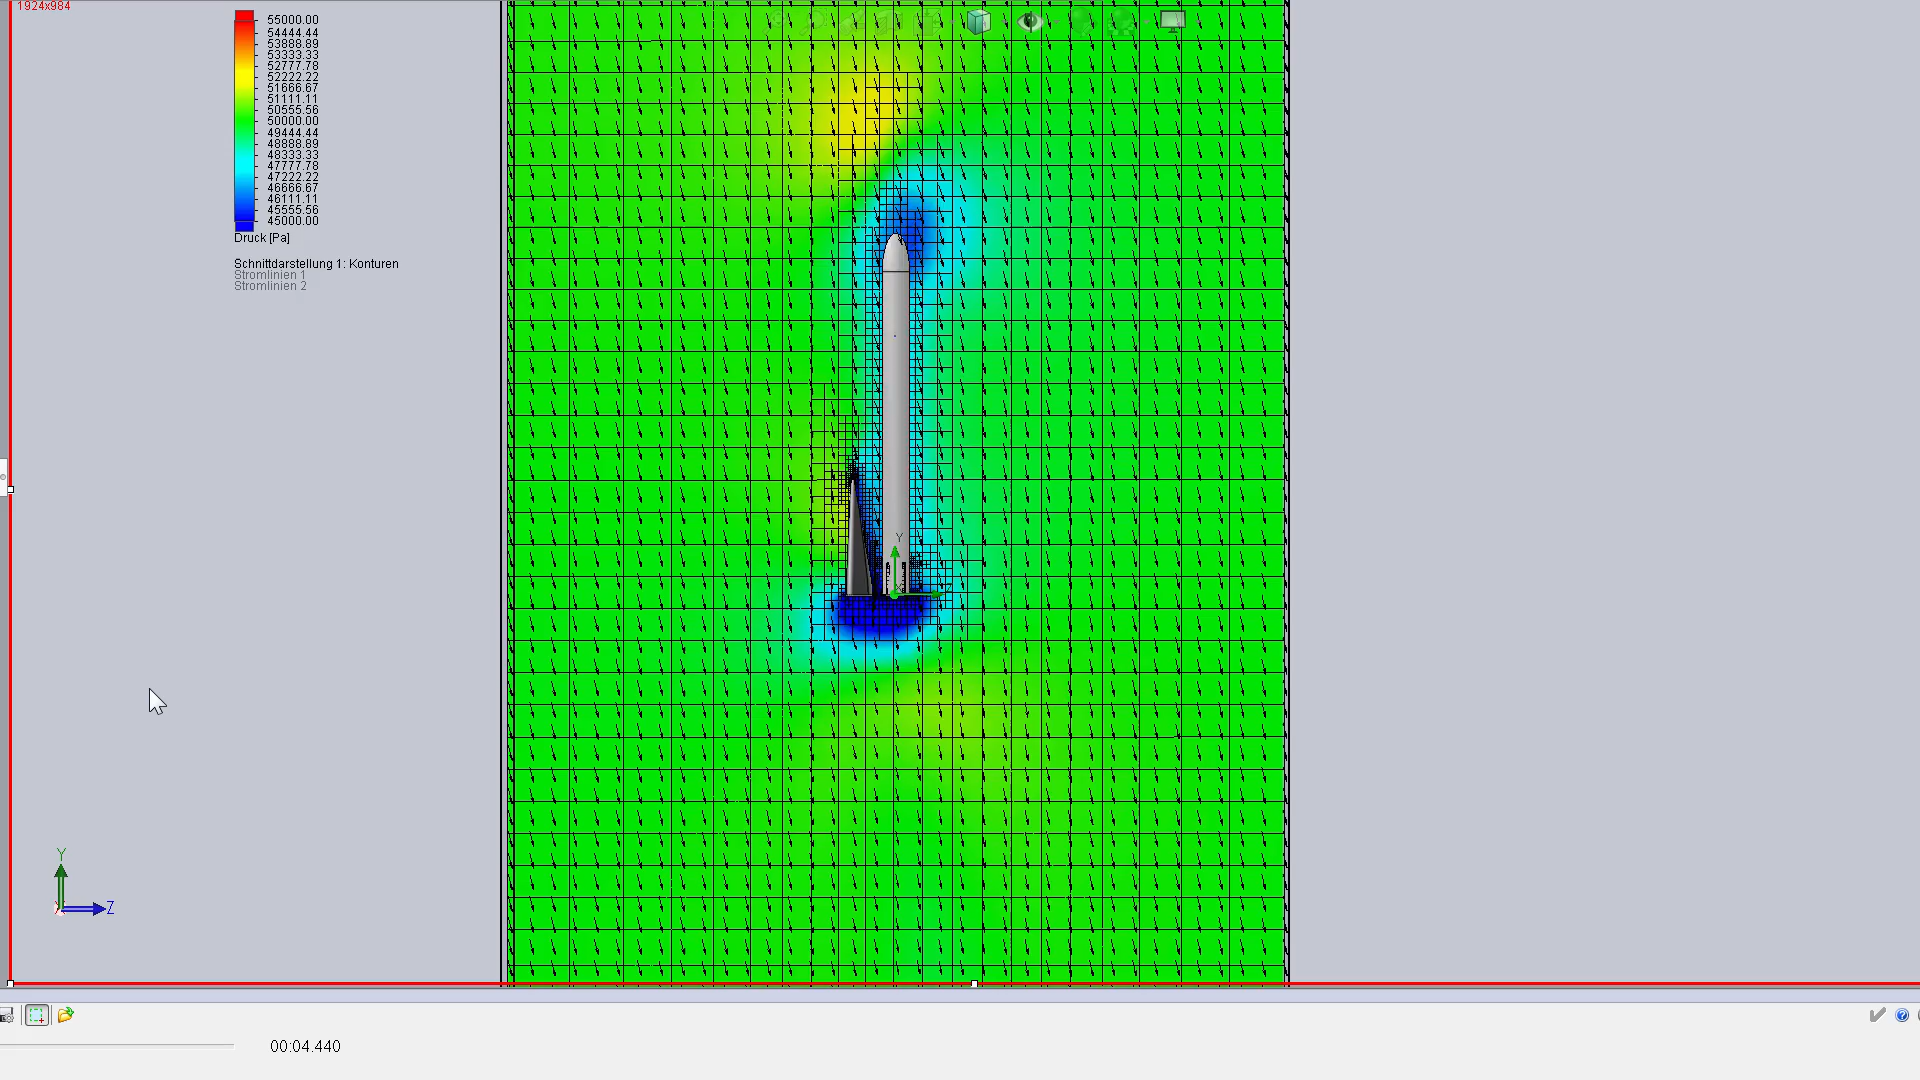 1924x984
55000.00
54444.44
53888.89
53333.33
52777.78
52222.22
51666.67
51111.11
50555.56
50000.00
49444.44
48888.89
48333.33
47777.78
47222.22
46666.67
46111.11
45555.56
45000.00
Druck [Pa]
Schnittdarstellung 1: Konturen
Stromlinien 1
Stromlinien 2
Y
Y
Z
00:04.440